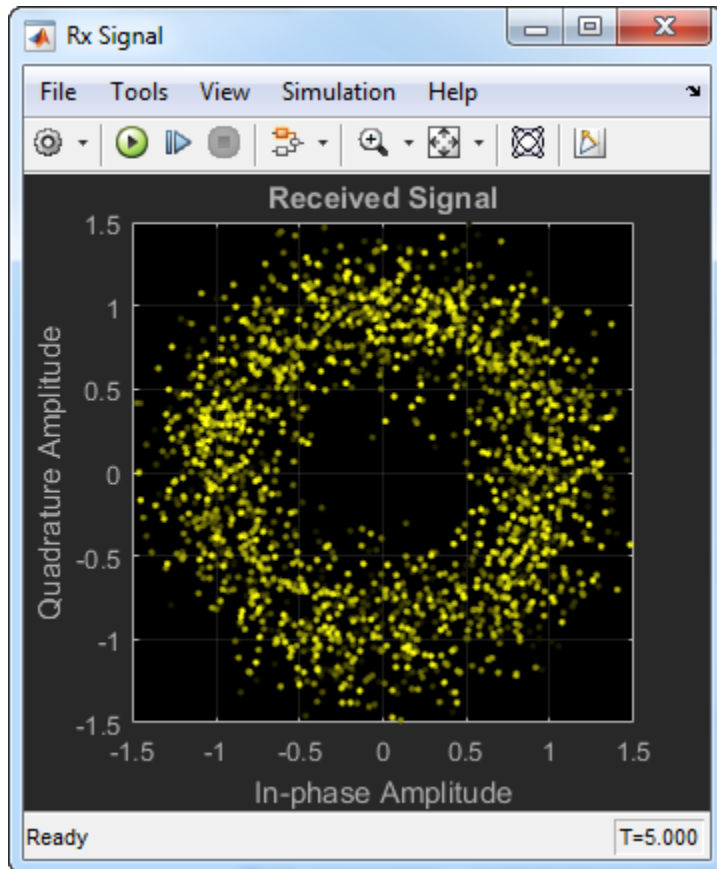 Rx Signal
File Tools View Simulation Help
Received Signal
1.5
1
0.5
0
-0.5
-1
-1.5
Quadrature Amplitude
-1.5 -1 -0.5 0 0.5 1 1.5
In-phase Amplitude
Ready T=5.000